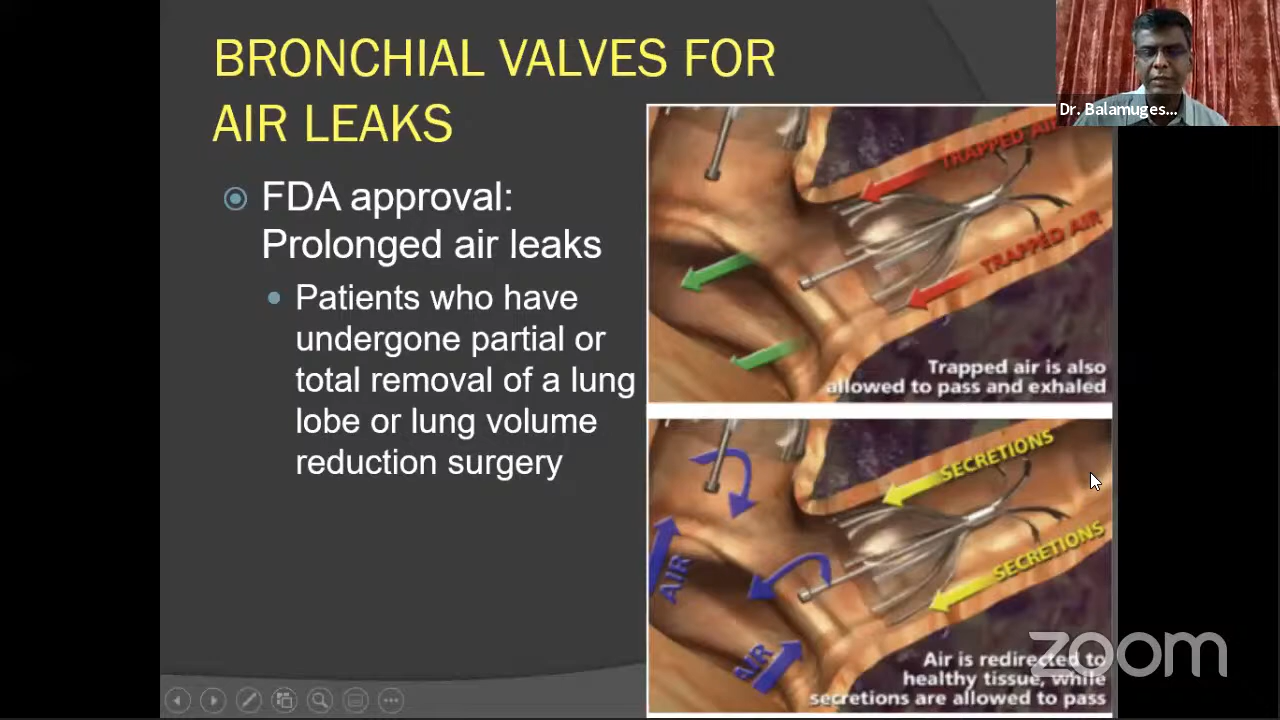 BRONCHIAL VALVES FOR
AIR LEAKS
Dr. Balamuges...
FDA approval:
Prolonged air leaks
Patients who have
undergone partial or
total removal of a lung
lobe or lung volume
reduction surgery
TRAPPED AIR
TRAPPED AIR
Trapped air is also
allowed to pass and exhaled
SECRETIONS
SECRETIONS
AIR
AIR
Air is redirected to
healthy tissue, while
secretions are allowed to pass
zoom